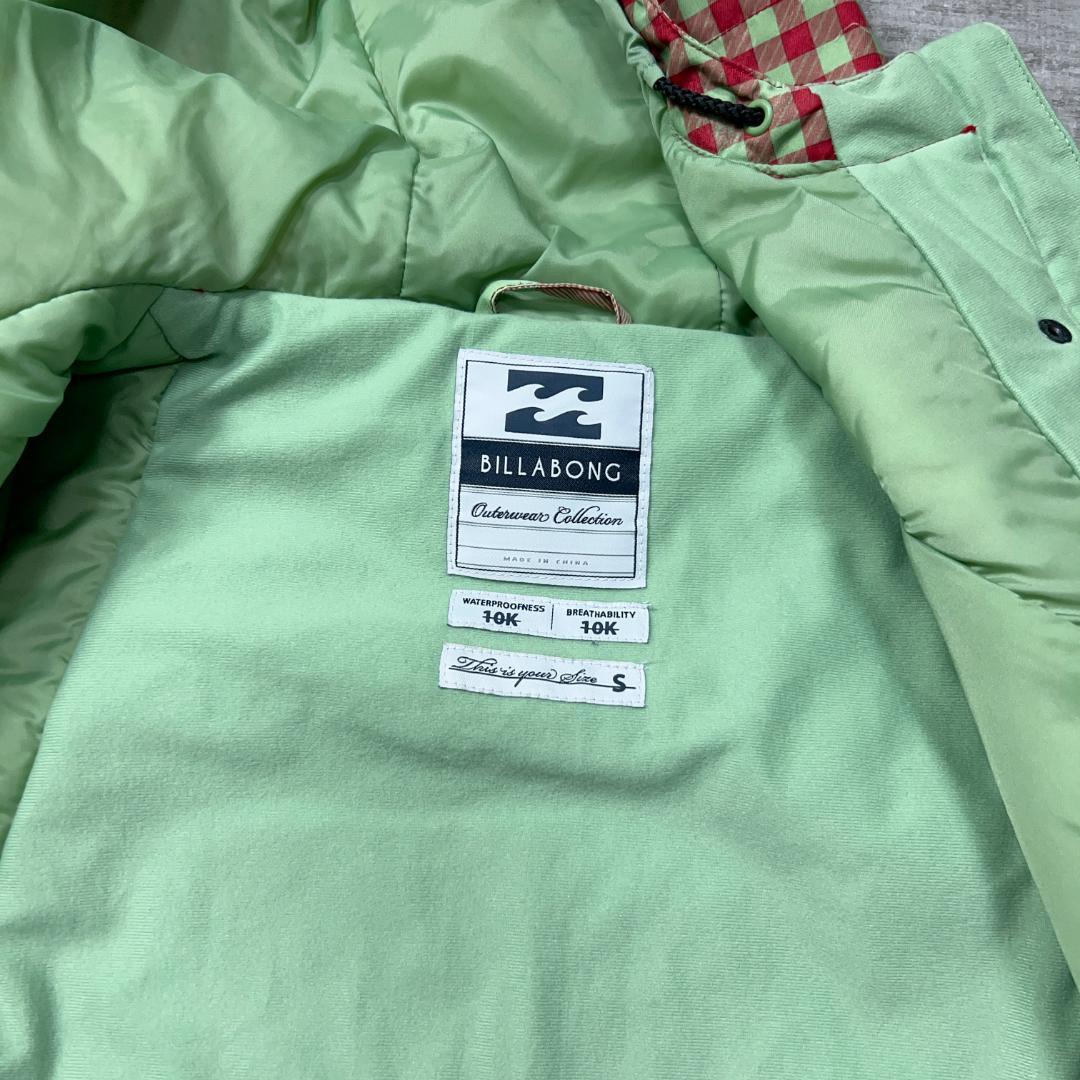 BILLABONG
Outerwear Collection
MADE IN CHINA
WATERPROOFNESS BREATHABILITY
10K 10K
This is your Size S